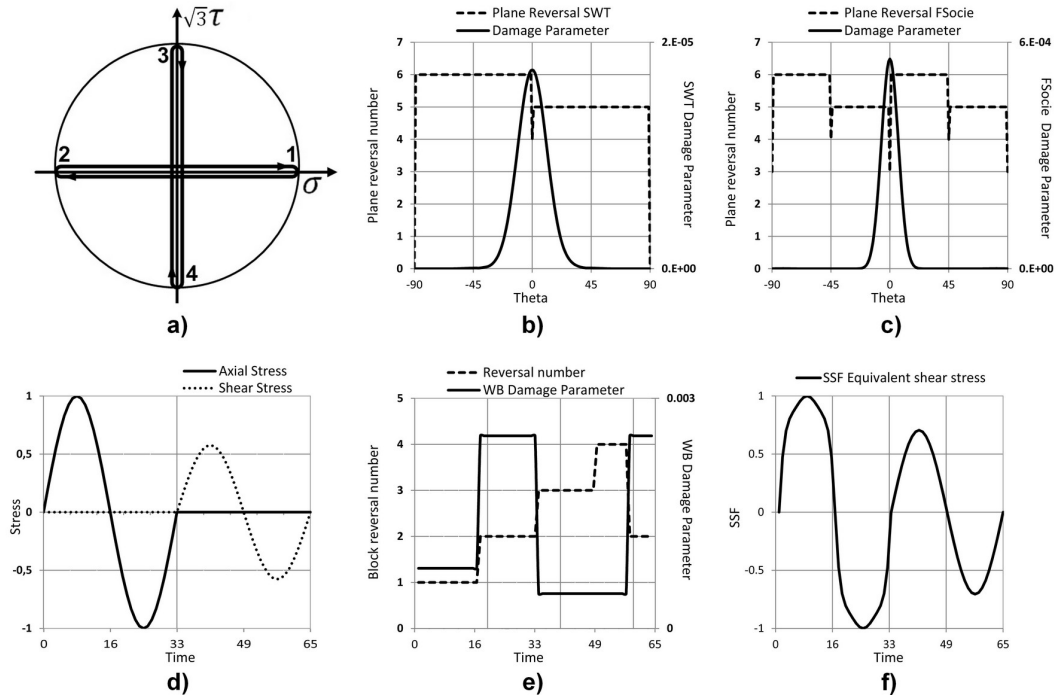 √3τ
3
2
1
σ
4
a)
Plane Reversal SWT
Damage Parameter
7
6
5
4
3
2
1
0
2.E-05
0.E+00
-90
-45
0
45
90
Plane reversal number
SWT Damage Parameter
Theta
b)
Plane Reversal FSocie
Damage Parameter
7
6
5
4
3
2
1
0
6.E-04
0.E+00
-90
-45
0
45
90
Plane reversal number
FSocie Damage Parameter
Theta
c)
Axial Stress
Shear Stress
1
0,5
0
-0,5
-1
0
16
33
49
65
Stress
Time
d)
Reversal number
WB Damage Parameter
5
4
3
2
1
0
0.003
0
0
16
33
49
65
Block reversal number
WB Damage Parameter
Time
e)
SSF Equivalent shear stress
1
0.5
0
-0.5
-1
0
16
33
49
65
SSF
Time
f)